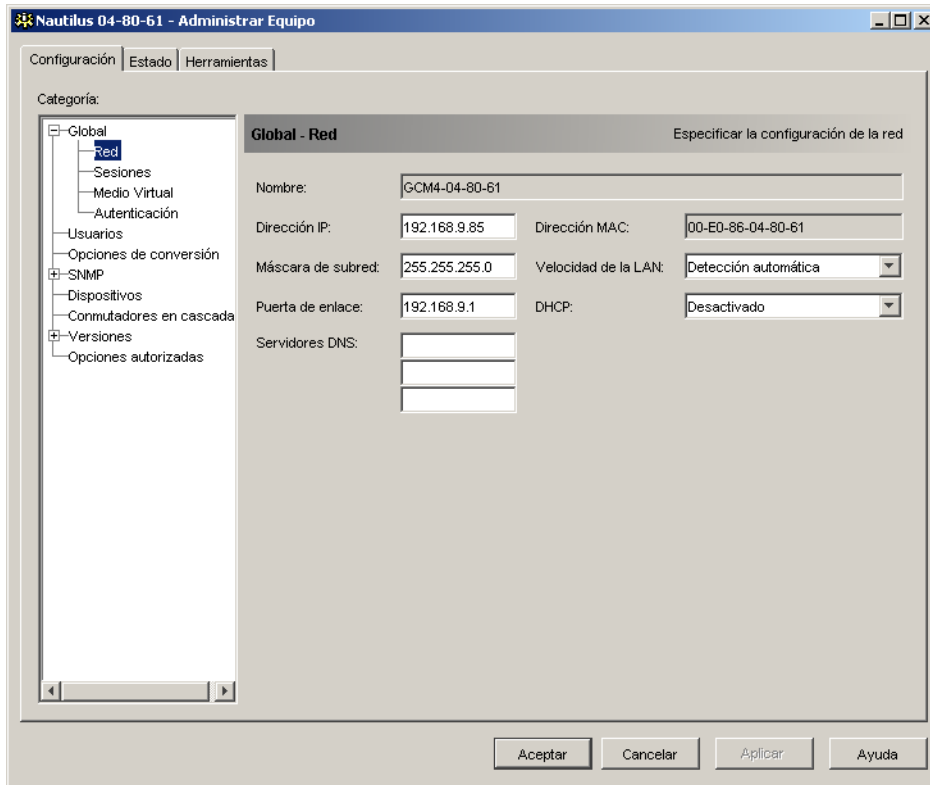 Nautilus 04-80-61 - Administrar Equipo
Configuración Estado Herramientas
Categoría:
Global
Red
Sesiones
Medio Virtual
Autenticación
Usuarios
Opciones de conversión
SNMP
Dispositivos
Conmutadores en cascada
Versiones
Opciones autorizadas
Global - Red Especificar la configuración de la red
Nombre: GCM4-04-80-61
Dirección IP: 192.168.9.85 Dirección MAC: 00-E0-86-04-80-61
Máscara de subred: 255.255.255.0 Velocidad de la LAN: Detección automática
Puerta de enlace: 192.168.9.1 DHCP: Desactivado
Servidores DNS:
Aceptar Cancelar Aplicar Ayuda